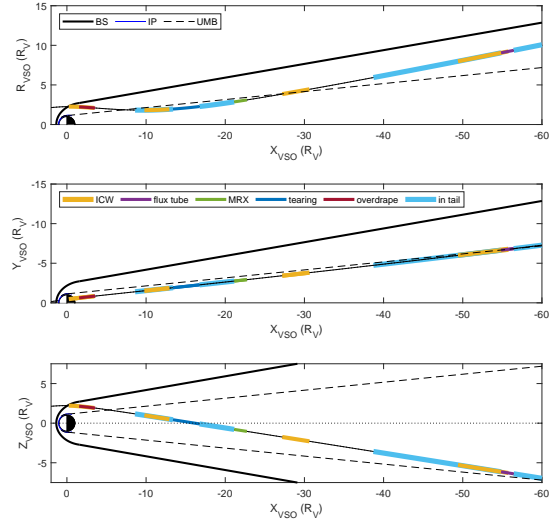 BS IP UMB
15
10
5
0
R_VSO (R_V)
0 -10 -20 -30 -40 -50 -60
X_VSO (R_V)
ICW flux tube MRX tearing overdrape in tail
-15
-10
-5
0
Y_VSO (R_V)
0 -10 -20 -30 -40 -50 -60
X_VSO (R_V)
5
0
-5
Z_VSO (R_V)
0 -10 -20 -30 -40 -50 -60
X_VSO (R_V)